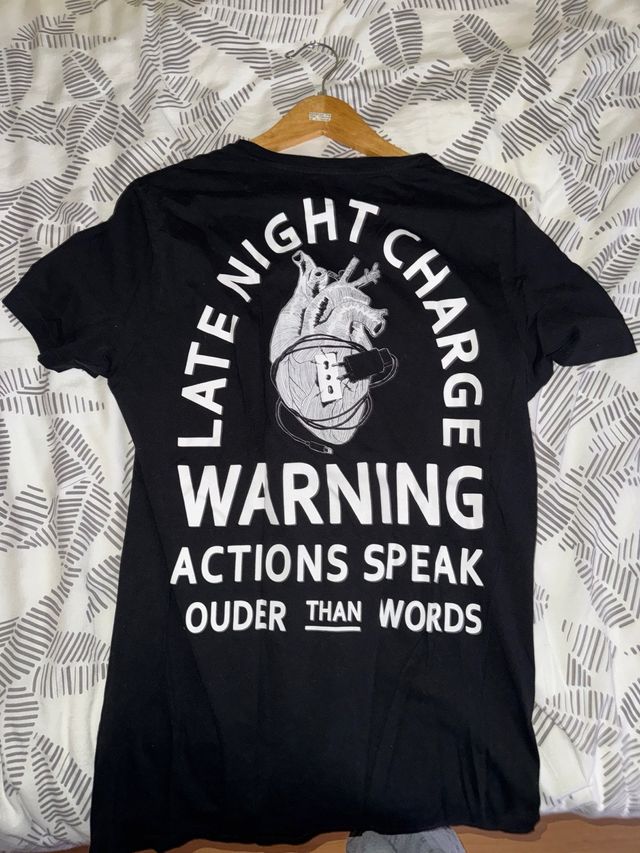 LATE NIGHT CHARGE
WARNING
ACTIONS SPEAK
OUDER THAN WORDS